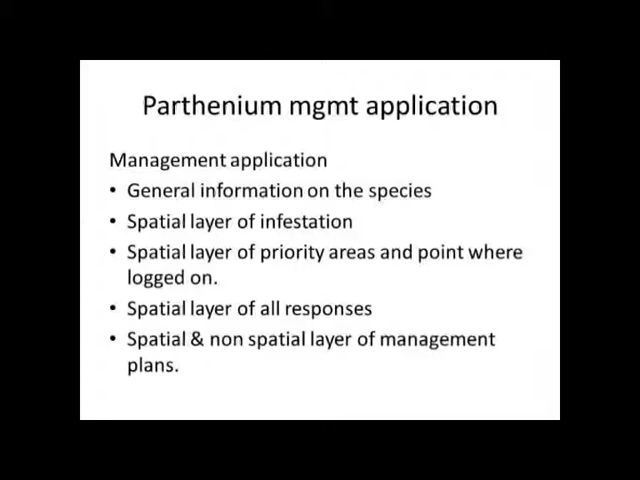 Parthenium mgmt application
Management application
• General information on the species
• Spatial layer of infestation
• Spatial layer of priority areas and point where
logged on.
• Spatial layer of all responses
• Spatial & non spatial layer of management
plans.